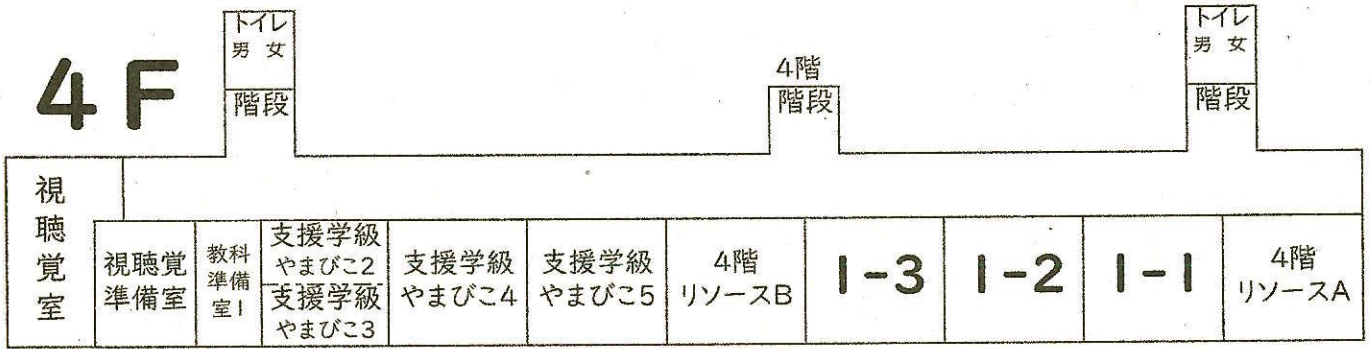 4F
トイレ
男 女
階段
4階
階段
トイレ
男 女
階段
視聴覚室
視聴覚
準備室
教科
準備
室1
支援学級
やまびこ2
支援学級
やまびこ3
支援学級
やまびこ4
支援学級
やまびこ5
4階
リソースB
1-3
1-2
1-1
4階
リソースA